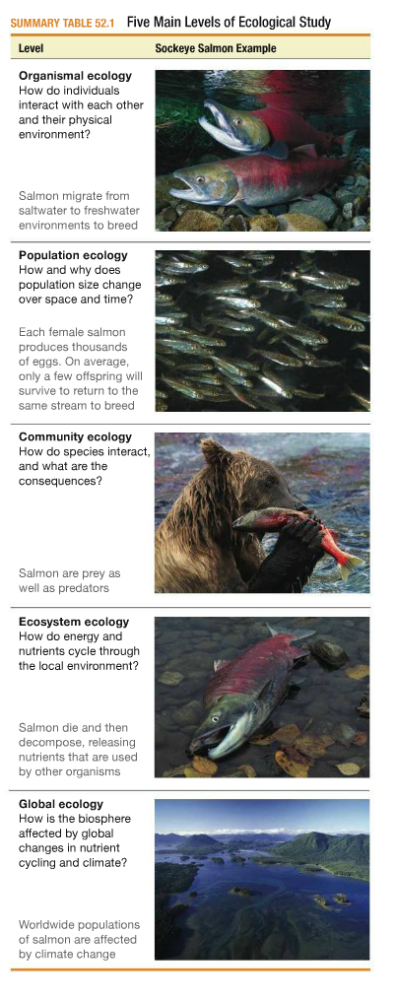 SUMMARY TABLE 52.1 Five Main Levels of Ecological Study
Level Sockeye Salmon Example
Organismal ecology
How do individuals
interact with each other
and their physical
environment?
Salmon migrate from
saltwater to freshwater
environments to breed
Population ecology
How and why does
population size change
over space and time?
Each female salmon
produces thousands
of eggs. On average,
only a few offspring will
survive to return to the
same stream to breed
Community ecology
How do species interact,
and what are the
consequences?
Salmon are prey as
well as predators
Ecosystem ecology
How do energy and
nutrients cycle through
the local environment?
Salmon die and then
decompose, releasing
nutrients that are used
by other organisms
Global ecology
How is the biosphere
affected by global
changes in nutrient
cycling and climate?
Worldwide populations
of salmon are affected
by climate change